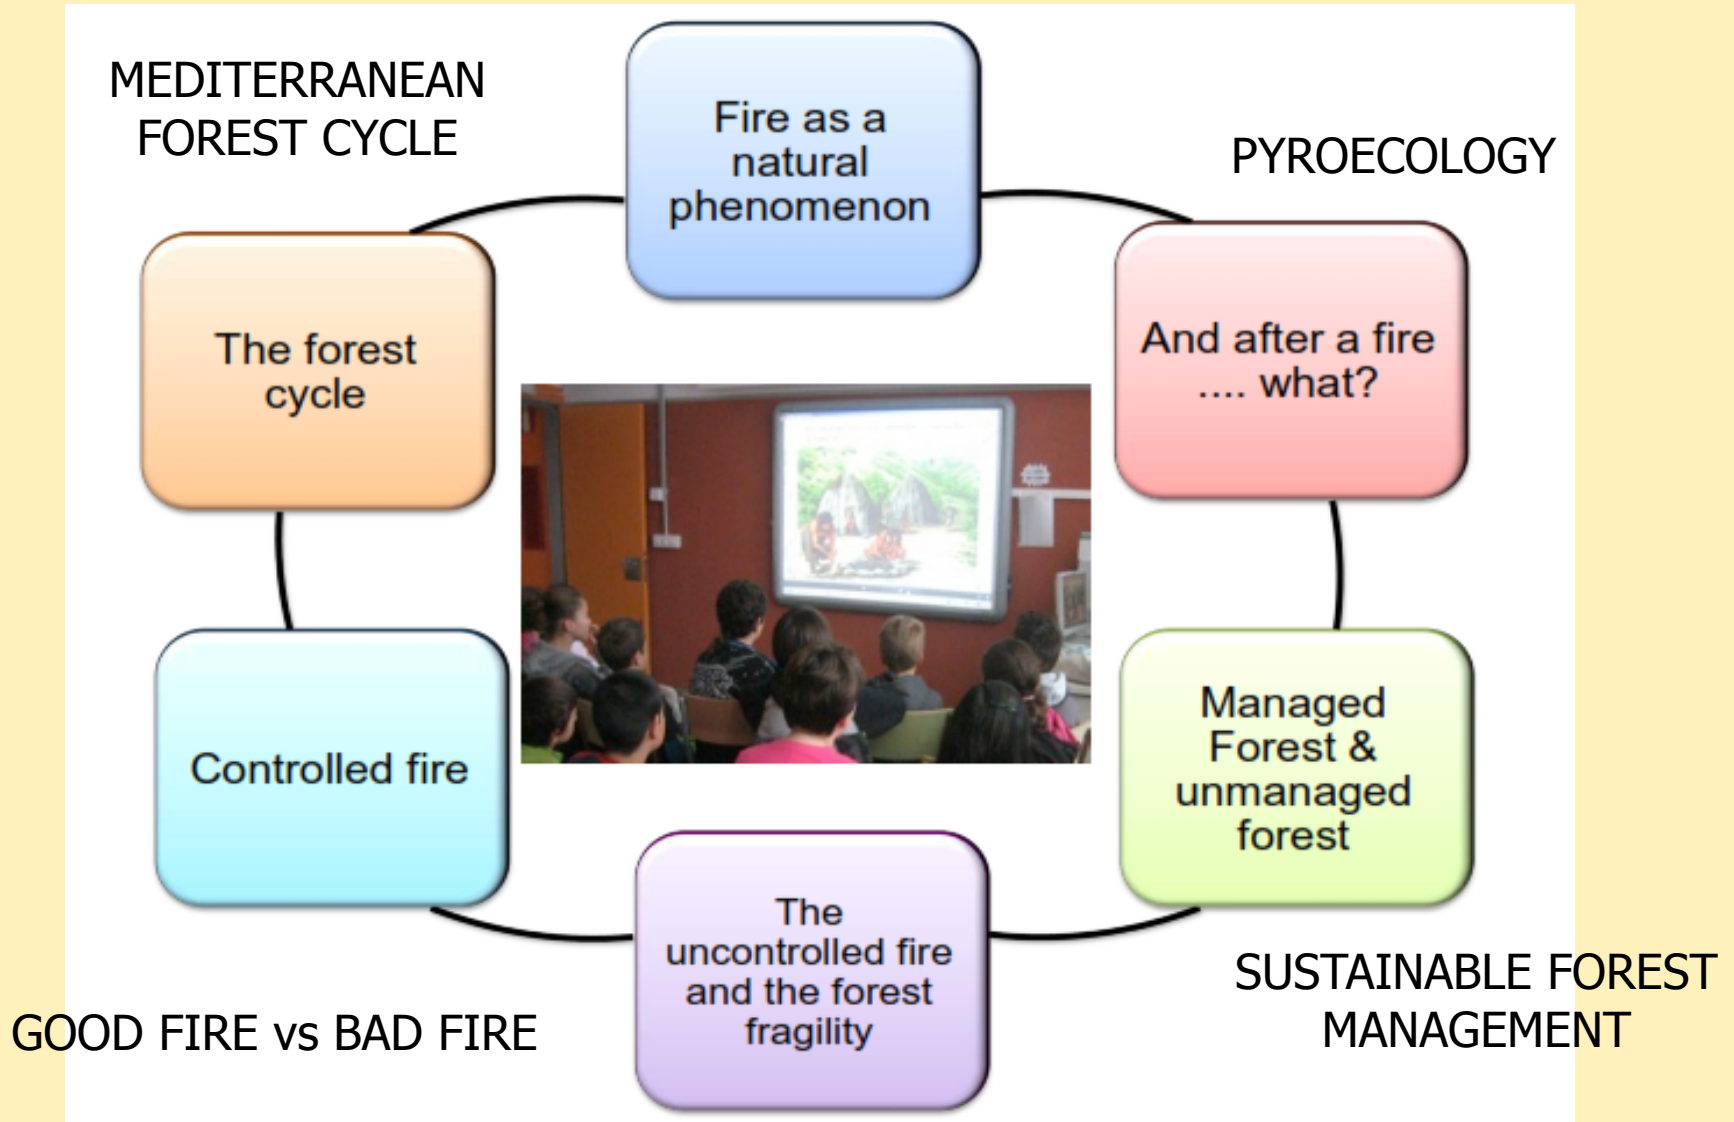 MEDITERRANEAN
FOREST CYCLE
Fire as a
natural
phenomenon
PYROECOLOGY
The forest
cycle
And after a fire
.... what?
Controlled fire
Managed
Forest &
unmanaged
forest
The
uncontrolled fire
and the forest
fragility
GOOD FIRE vs BAD FIRE
SUSTAINABLE FOREST
MANAGEMENT